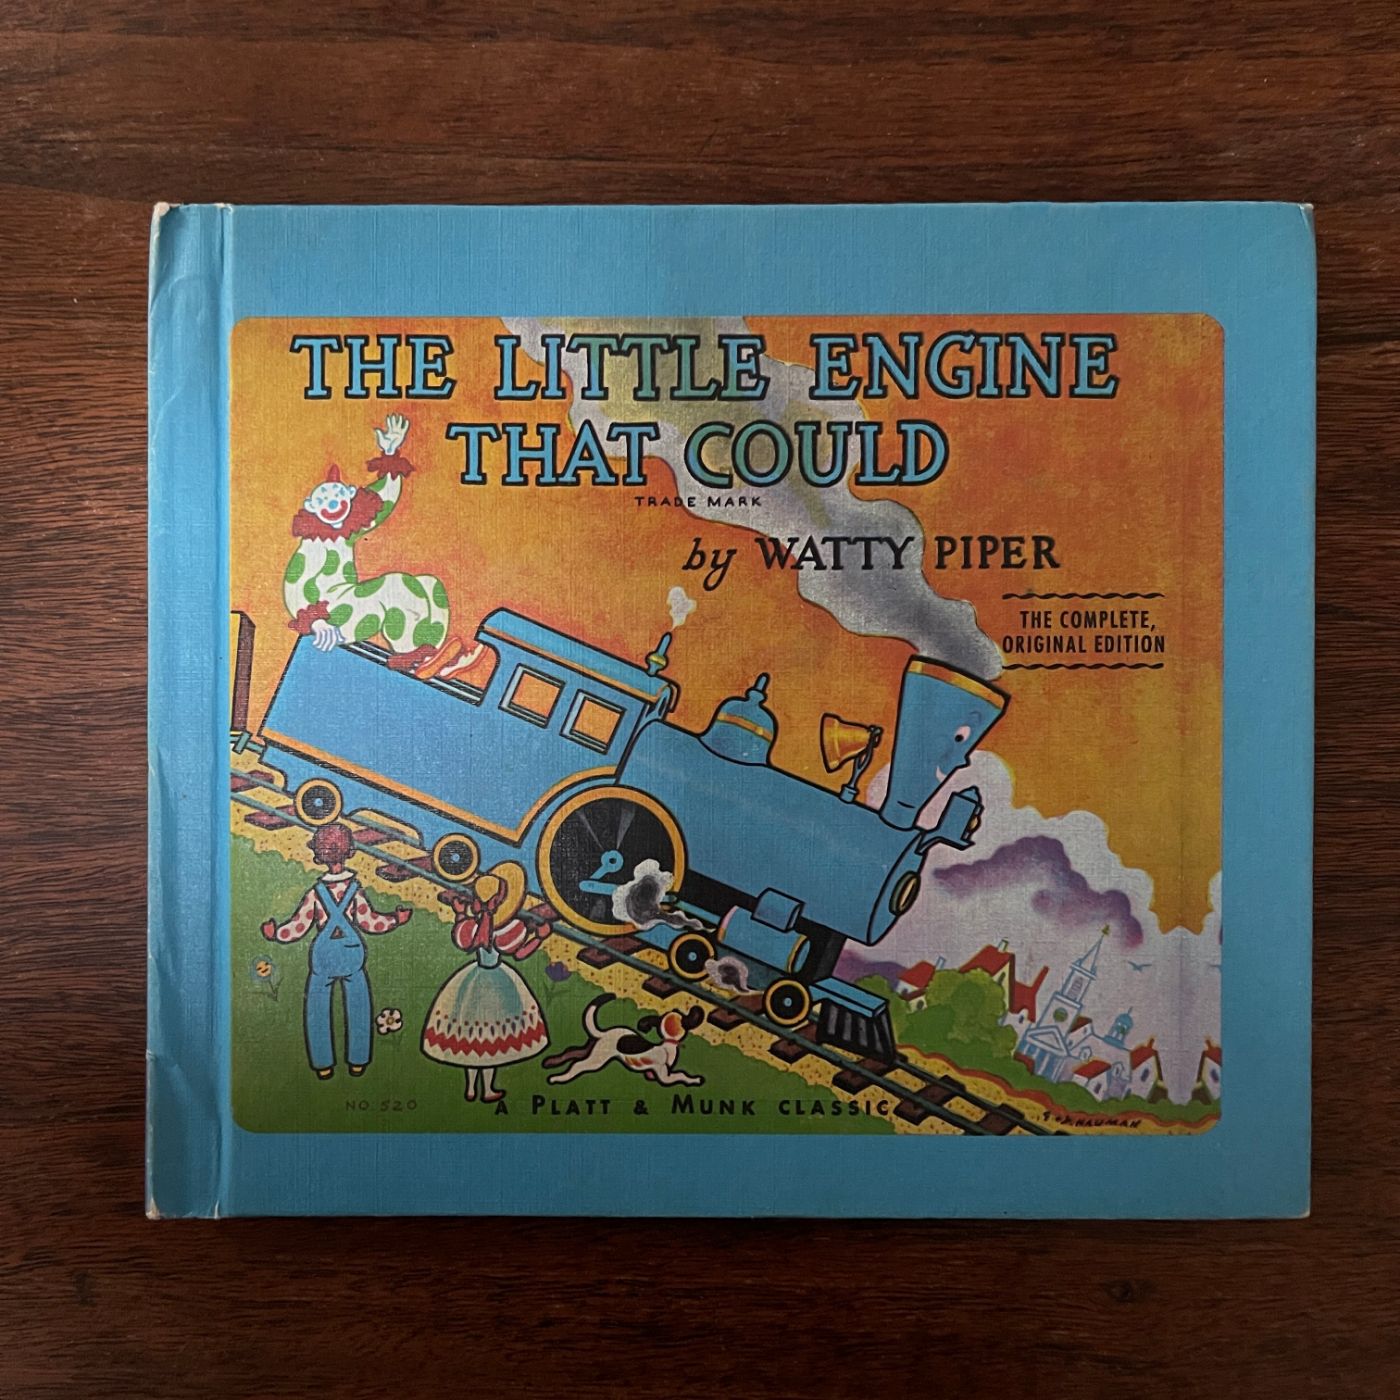 THE LITTLE ENGINE
THAT COULD
TRADE MARK
by WATTY PIPER
THE COMPLETE,
ORIGINAL EDITION
NO. 520
A PLATT & MUNK CLASSIC
HAUMAN